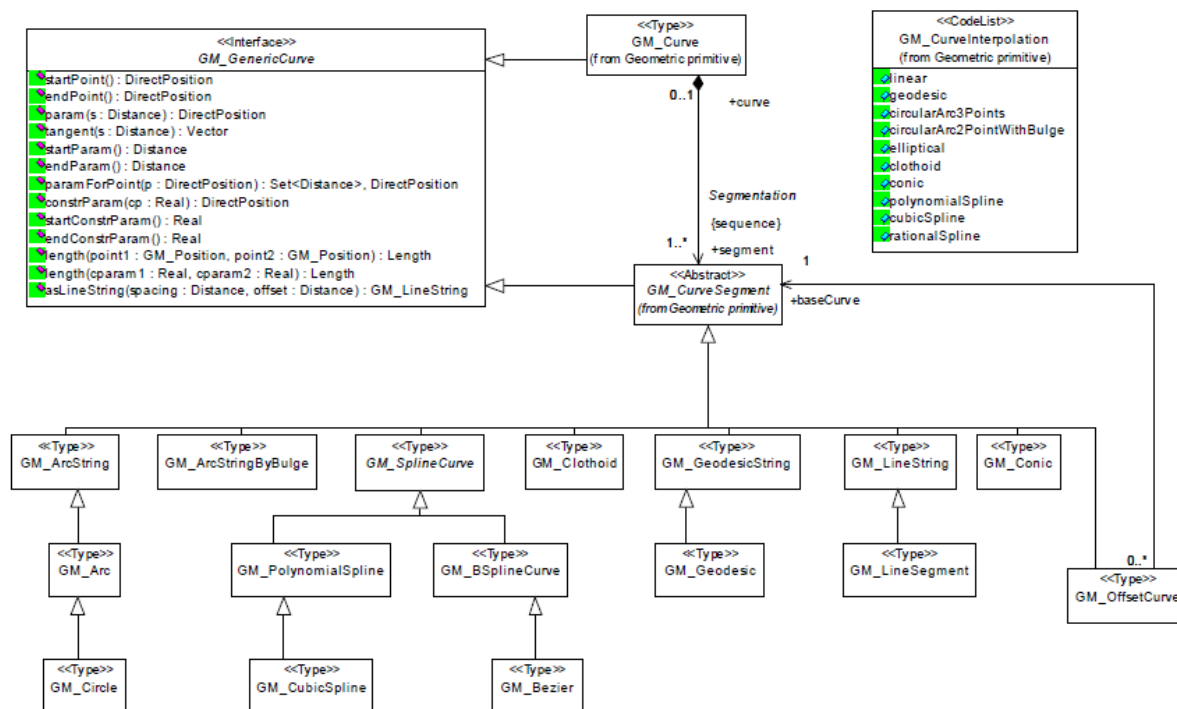 <<Interface>>
GM_GenericCurve
startPoint() : DirectPosition
endPoint() : DirectPosition
param(s : Distance) : DirectPosition
tangent(s : Distance) : Vector
startParam() : Distance
endParam() : Distance
paramForPoint(p : DirectPosition) : Set<Distance>, DirectPosition
constrParam(cp : Real) : DirectPosition
startConstrParam() : Real
endConstrParam() : Real
length(point1 : GM_Position, point2 : GM_Position) : Length
length(cparam1 : Real, cparam2 : Real) : Length
asLineString(spacing : Distance, offset : Distance) : GM_LineString
<<Type>>
GM_Curve
(from Geometric primitive)
<<CodeList>>
GM_CurveInterpolation
(from Geometric primitive)
linear
geodesic
circularArc3Points
circularArc2PointWithBulge
elliptical
clothoid
conic
polynomialSpline
cubicSpline
rationalSpline
0..1
+curve
Segmentation
{sequence}
1..*
+segment
<<Abstract>>
GM_CurveSegment
(from Geometric primitive)
1
+baseCurve
<<Type>>
GM_ArcString
<<Type>>
GM_ArcStringByBulge
<<Type>>
GM_SplineCurve
<<Type>>
GM_Clothoid
<<Type>>
GM_GeodesicString
<<Type>>
GM_LineString
<<Type>>
GM_Conic
<<Type>>
GM_Arc
<<Type>>
GM_PolynomialSpline
<<Type>>
GM_BSplineCurve
<<Type>>
GM_Geodesic
<<Type>>
GM_LineSegment
0..*
<<Type>>
GM_OffsetCurve
<<Type>>
GM_Circle
<<Type>>
GM_CubicSpline
<<Type>>
GM_Bezier